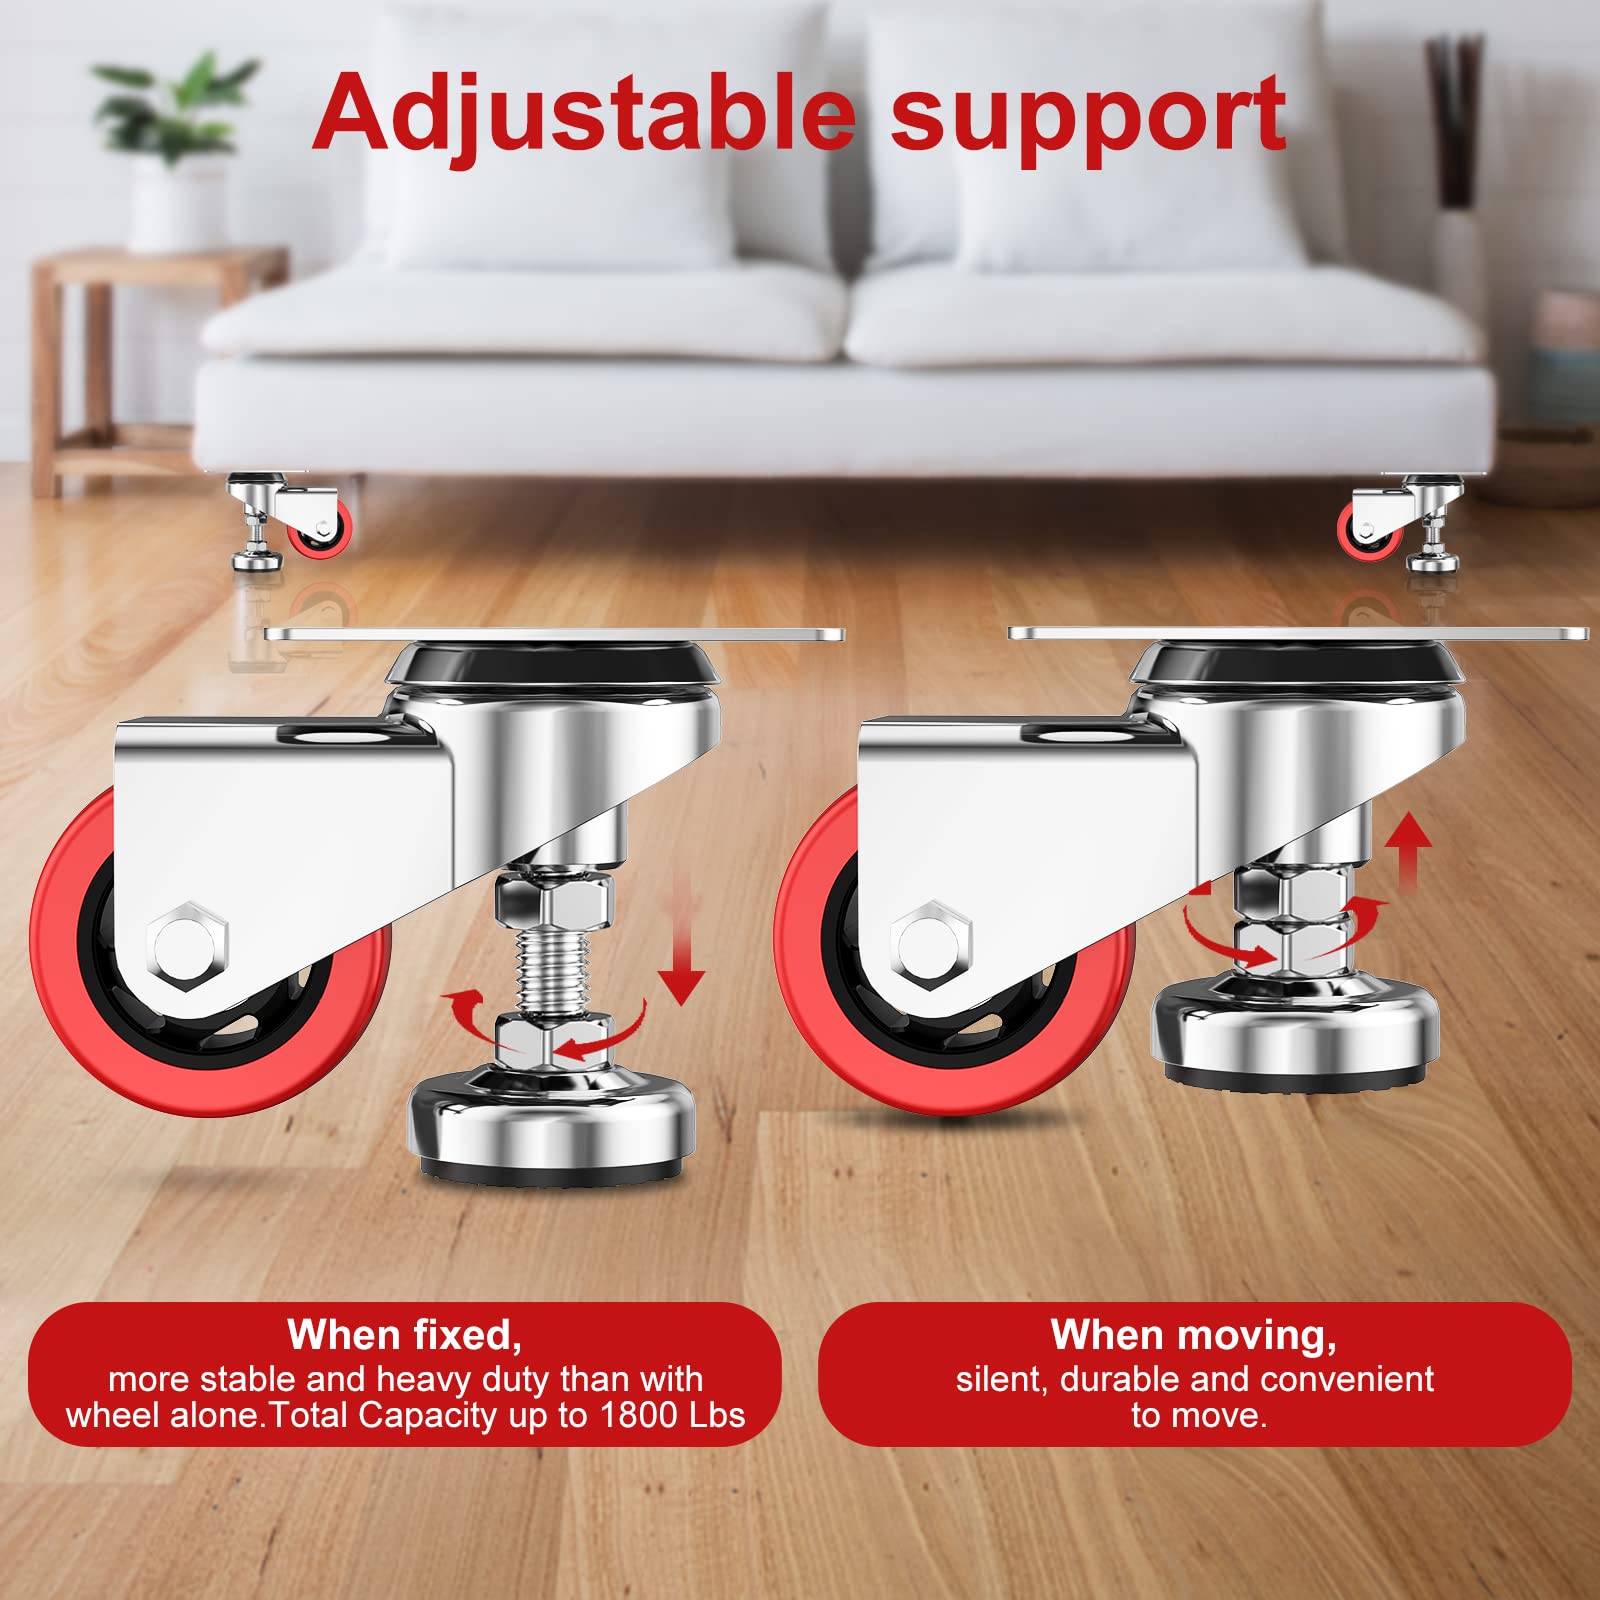 Adjustable support
When fixed,
more stable and heavy duty than with
wheel alone.Total Capacity up to 1800 Lbs
When moving,
silent, durable and convenient
to move.